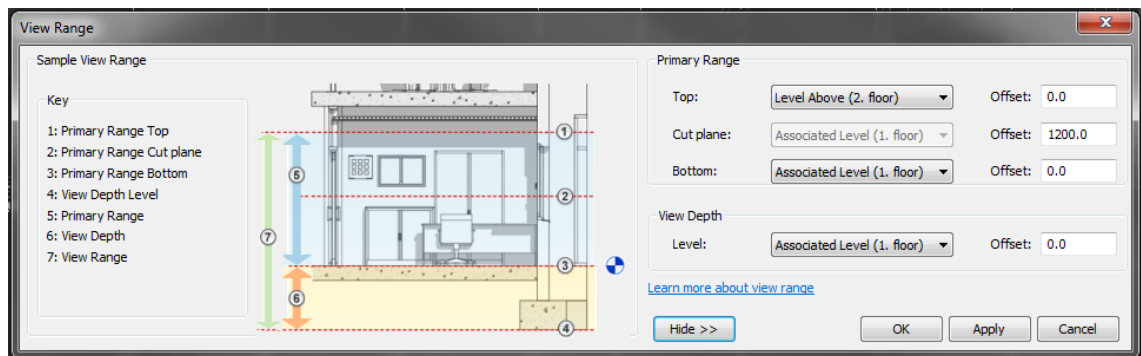 View Range
Sample View Range
Key
1: Primary Range Top
2: Primary Range Cut plane
3: Primary Range Bottom
4: View Depth Level
5: Primary Range
6: View Depth
7: View Range
1
5
2
7
3
6
4
Primary Range
Top: Level Above (2. floor) Offset: 0.0
Cut plane: Associated Level (1. floor) Offset: 1200.0
Bottom: Associated Level (1. floor) Offset: 0.0
View Depth
Level: Associated Level (1. floor) Offset: 0.0
Learn more about view range
Hide >> OK Apply Cancel